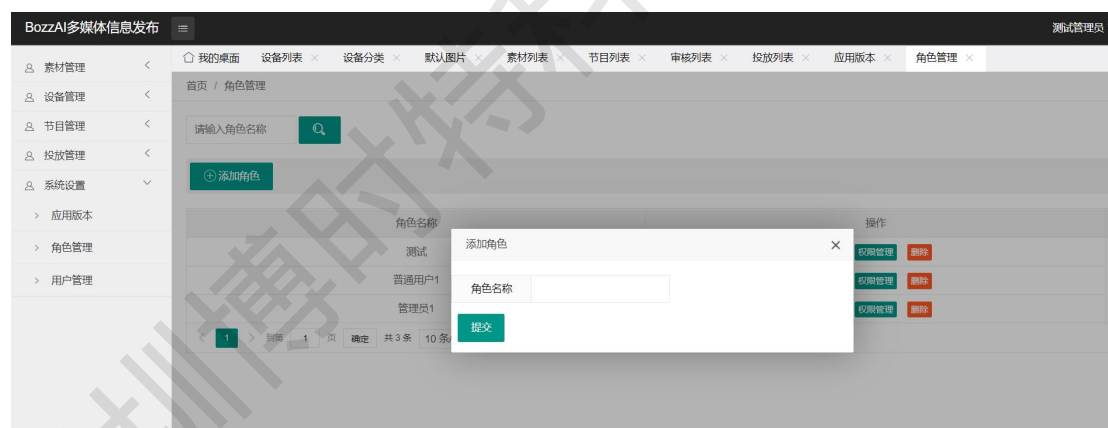 BozzAI多媒体信息发布
测试管理员
素材管理
设备管理
节目管理
投放管理
系统设置
应用版本
角色管理
用户管理
我的桌面 设备列表 设备分类 默认图片 素材列表 节目列表 审核列表 投放列表 应用版本 角色管理
首页 / 角色管理
请输入角色名称
添加角色
角色名称 操作
测试 权限管理 删除
普通用户1 权限管理 删除
管理员1 权限管理 删除
1 到第 1 页 确定 共 3 条 10 条/
添加角色
角色名称
提交
圳博时特科